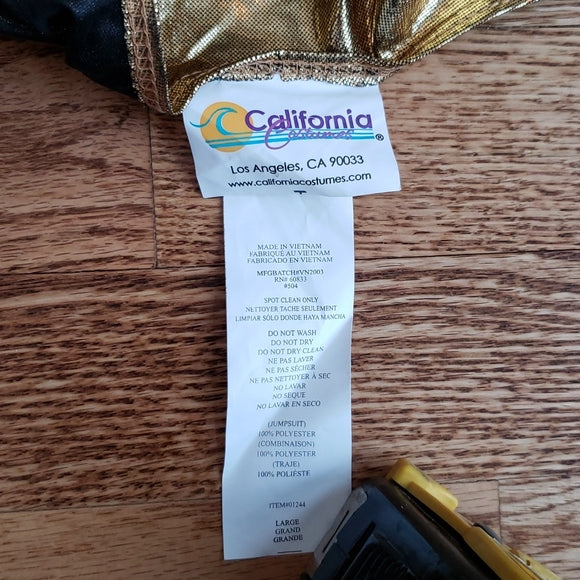 California
Costumes®
Los Angeles, CA 90033
www.californiacostumes.com
MADE IN VIETNAM
FABRIQUE AU VIETNAM
FABRICADO EN VIETNAM
MFGBATCH#VN2003
RN# 60833
#504
SPOT CLEAN ONLY
NETTOYER TACHE SEULEMENT
LIMPIAR SÓLO DONDE HAYA MANCHA
DO NOT WASH
DO NOT DRY
DO NOT DRY CLEAN
NE PAS LAVER
NE PAS SÉCHER
NE PAS NETTOYER À SEC
NO LAVAR
NO SEQUE
NO LAVAR EN SECO
(JUMPSUIT)
100% POLYESTER
(COMBINAISON)
100% POLYESTER
(TRAJE)
100% POLIÉSTE
ITEM#01244
LARGE
GRAND
GRANDE